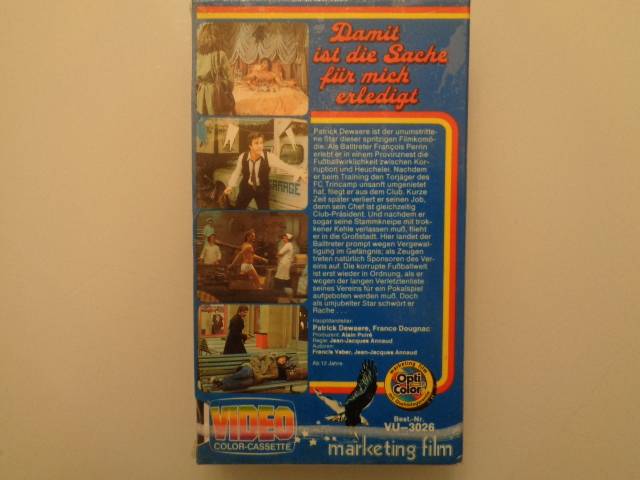 Damit
ist die Sache
für mich
erledigt
Patrick Dewaere ist der unumstritte-
ne Star dieser spritzigen Filmkomö-
die. Als Balltreter François Perrin
erlebt er in einem Provinznest die
Fußballwirklichkeit zwischen Kor-
ruption und Heuchelei. Nachdem
er beim Training den Torjäger des
FC Trincamp unsanft umgenietet
hat, fliegt er aus dem Club. Kurze
Zeit später verliert er seinen Job,
denn sein Chef ist gleichzeitig
Club-Präsident. Und nachdem er
sogar seine Stammkneipe mit trok-
kener Kehle verlassen muß, flieht
er in die Großstadt. Hier landet der
Balltreter prompt wegen Vergewal-
tigung im Gefängnis; als Zeugen
treten natürlich Sponsoren des Ver-
eins auf. Die korrupte Fußballwelt
ist erst wieder in Ordnung, als er
wegen der langen Verletztenliste
seines Vereins für ein Pokalspiel
aufgeboten werden muß. Doch
als umjubelter Star schwört er
Rache . . .
Hauptdarsteller:
Patrick Dewaere, France Dougnac
Produzent: Alain Poiré
Regie: Jean-Jacques Annaud
Autoren:
Francis Veber, Jean-Jacques Annaud
Ab 12 Jahre
GARAGE
marketing film
Opti
Color
VIDEO
COLOR-CASSETTE
Best.-Nr.
VU-3026
marketing film